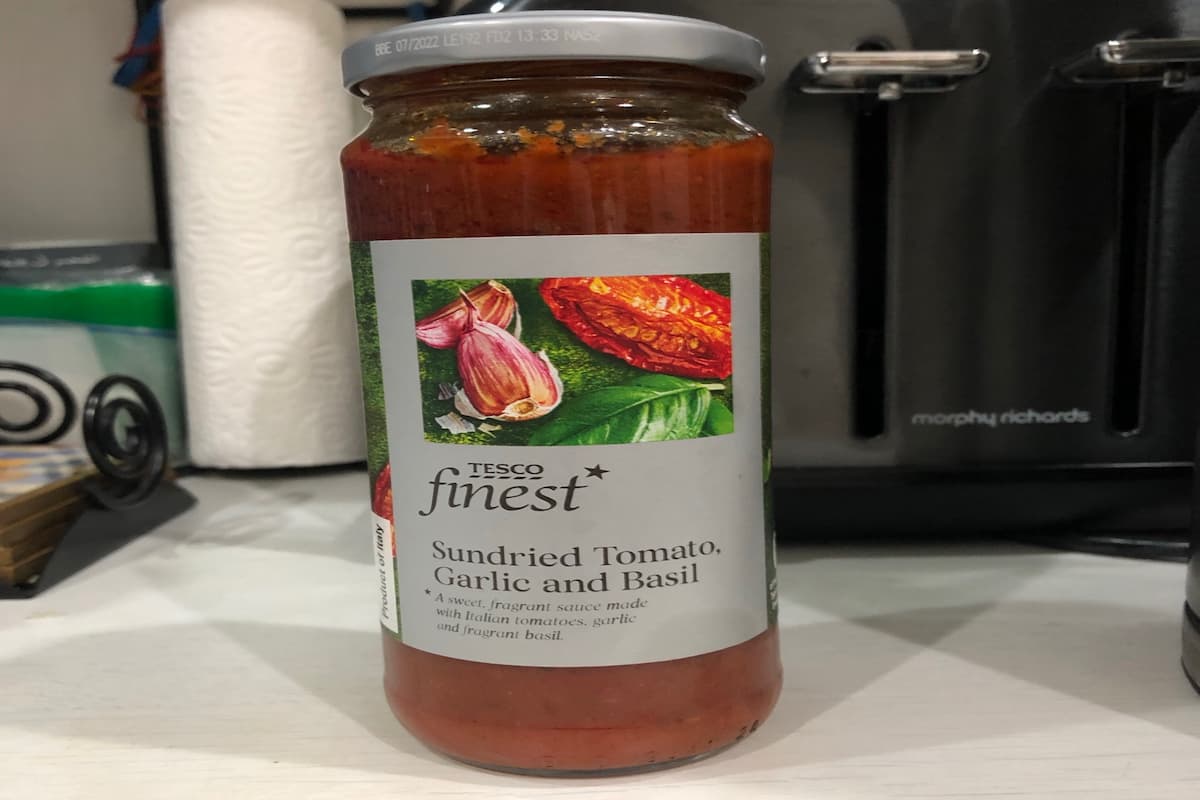 BBE 07/2022 LE192 FD2 13:33 NA52
TESCO
finest*
Sundried Tomato,
Garlic and Basil
* A sweet, fragrant sauce made
with Italian tomatoes, garlic
and fragrant basil.
Product of Italy
morphy richards